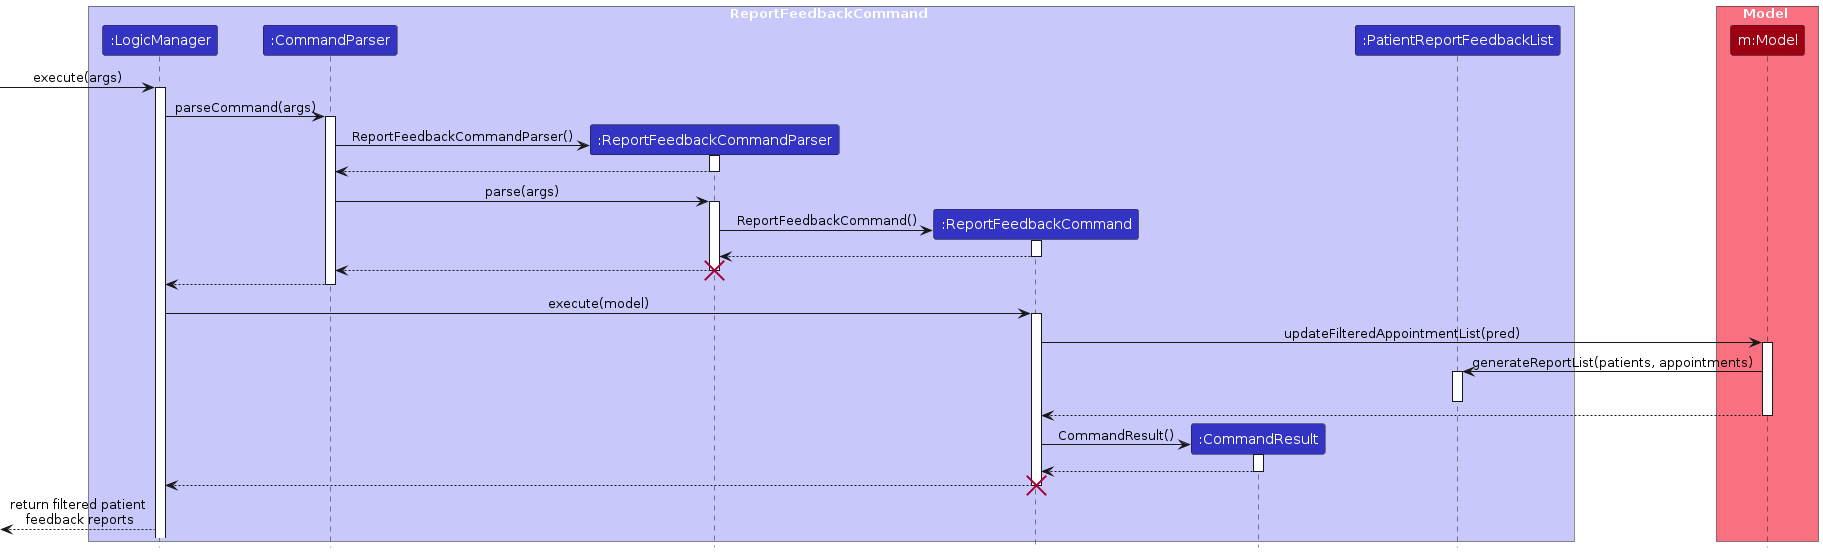 ReportFeedbackCommand
Model
:LogicManager
:CommandParser
:PatientReportFeedbackList
m:Model
execute(args)
parseCommand(args)
ReportFeedbackCommandParser()
:ReportFeedbackCommandParser
parse(args)
ReportFeedbackCommand()
:ReportFeedbackCommand
execute(model)
updateFilteredAppointmentList(pred)
generateReportList(patients, appointments)
CommandResult()
:CommandResult
return filtered patient
feedback reports